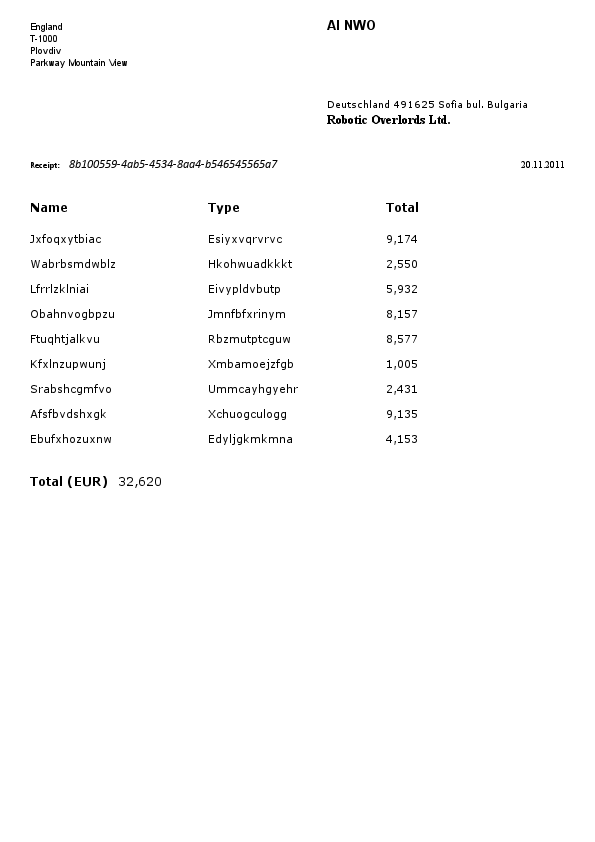 England
T-1000
Plovdiv
Parkway Mountain View
AI NWO
Deutschland 491625 Sofia bul. Bulgaria
Robotic Overlords Ltd.
Receipt: 8b100559-4ab5-4534-8aa4-b546545565a7 20.11.2011
Name Type Total
Jxfoqxytbiac Esiyxvqrvrvc 9,174
Wabrbsmdwblz Hkohwuadkkkt 2,550
Lfrrlzklniai Eivypldvbutp 5,932
Obahnvogbpzu Jmnfbfxrinym 8,157
Ftuqhtjalkvu Rbzmutptcguw 8,577
Kfxlnzupwunj Xmbamoejzfgb 1,005
Srabshcgmfvo Ummcayhgyehr 2,431
Afsfbvdshxgk Xchuogculogg 9,135
Ebufxhozuxnw Edyljgkmkmna 4,153
Total (EUR) 32,620